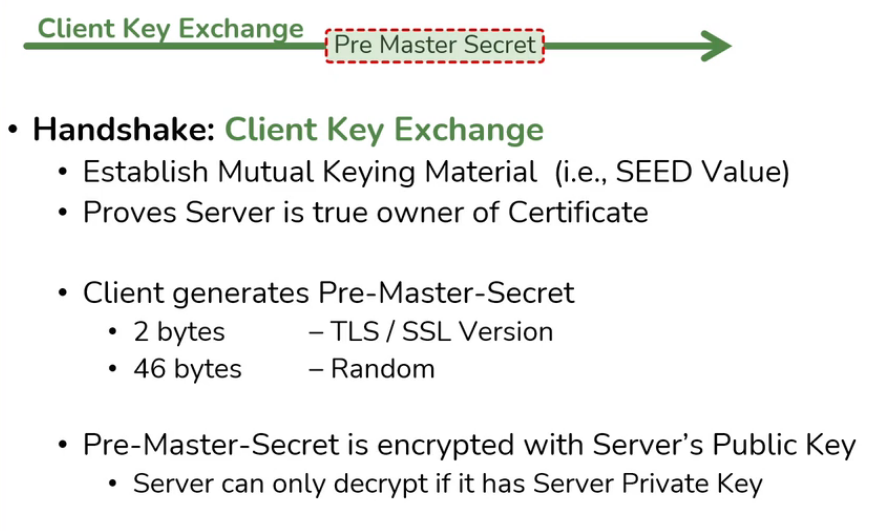 Client Key Exchange
Pre Master Secret
• Handshake: Client Key Exchange
• Establish Mutual Keying Material (i.e., SEED Value)
• Proves Server is true owner of Certificate
• Client generates Pre-Master-Secret
• 2 bytes – TLS / SSL Version
• 46 bytes – Random
• Pre-Master-Secret is encrypted with Server's Public Key
• Server can only decrypt if it has Server Private Key